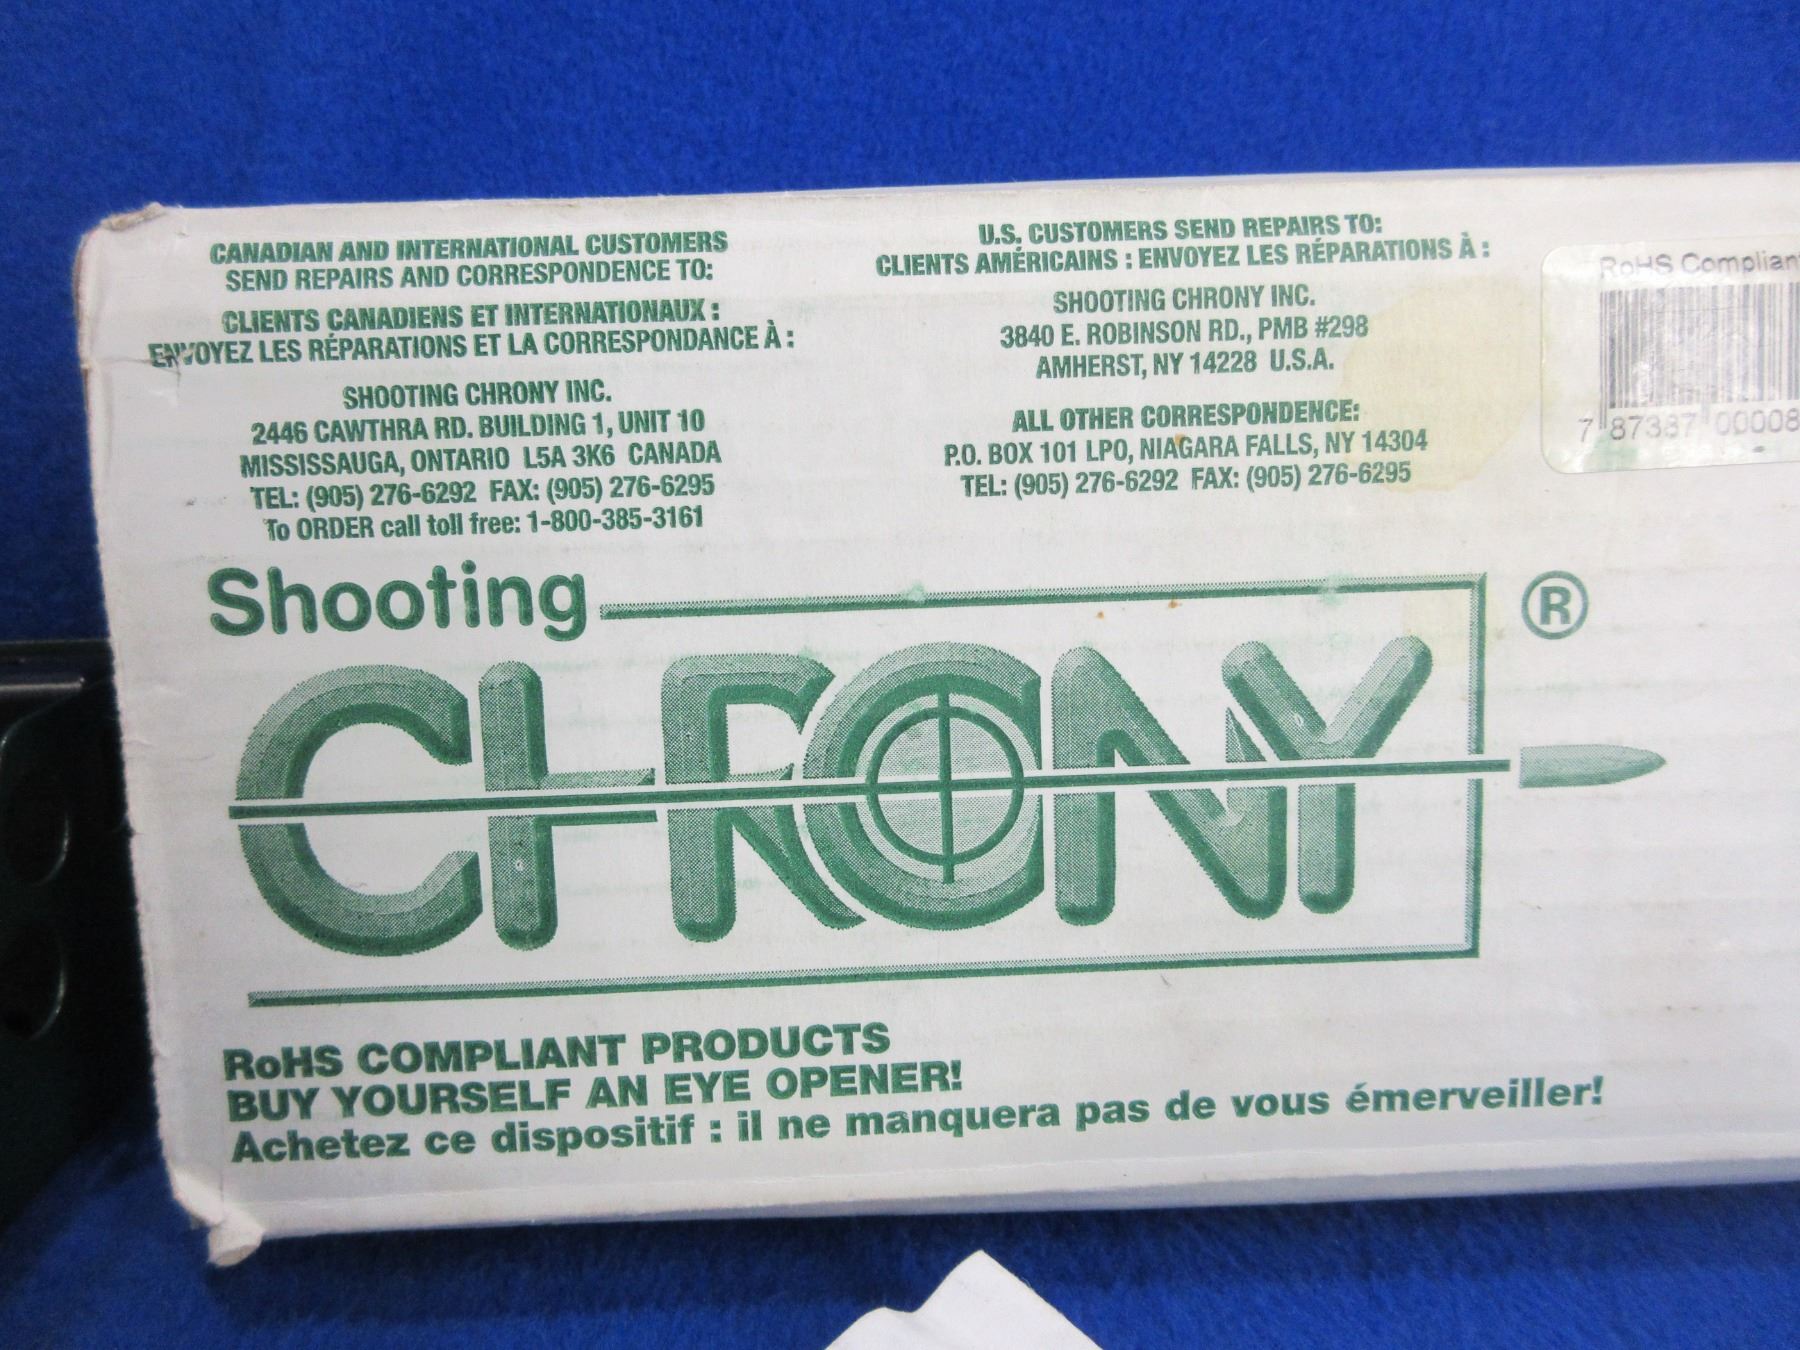 CANADIAN AND INTERNATIONAL CUSTOMERS
SEND REPAIRS AND CORRESPONDENCE TO:
CLIENTS CANADIENS ET INTERNATIONAUX :
ENVOYEZ LES RÉPARATIONS ET LA CORRESPONDANCE À :
SHOOTING CHRONY INC.
2446 CAWTHRA RD. BUILDING 1, UNIT 10
MISSISSAUGA, ONTARIO L5A 3K6 CANADA
TEL: (905) 276-6292 FAX: (905) 276-6295
To ORDER call toll free: 1-800-385-3161
U.S. CUSTOMERS SEND REPAIRS TO:
CLIENTS AMÉRICAINS : ENVOYEZ LES RÉPARATIONS À :
SHOOTING CHRONY INC.
3840 E. ROBINSON RD., PMB #298
AMHERST, NY 14228 U.S.A.
ALL OTHER CORRESPONDENCE:
P.O. BOX 101 LPO, NIAGARA FALLS, NY 14304
TEL: (905) 276-6292 FAX: (905) 276-6295
RoHS Complian
7 87387 00008
Shooting
CHRONY ®
RoHS COMPLIANT PRODUCTS
BUY YOURSELF AN EYE OPENER!
Achetez ce dispositif : il ne manquera pas de vous émerveiller!